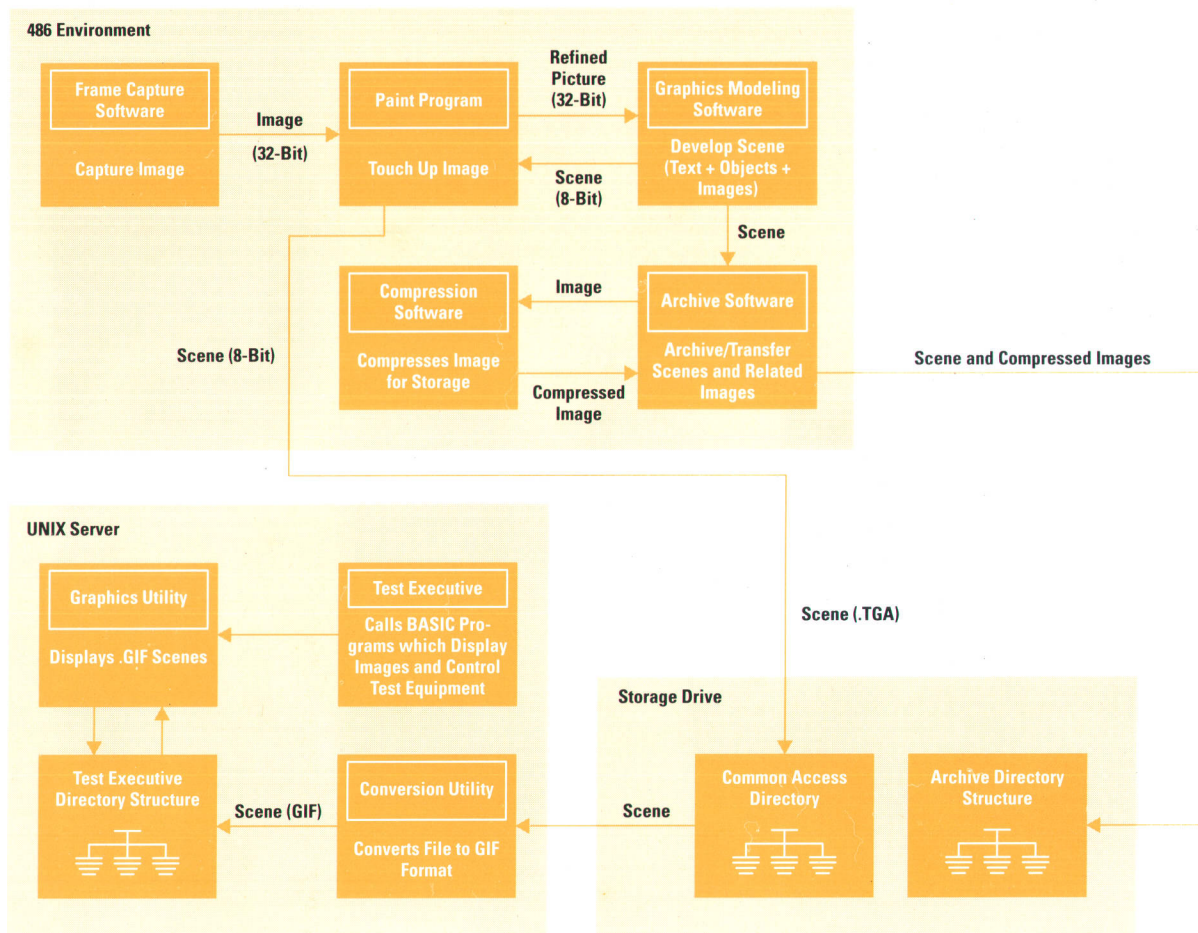 486 Environment
Frame Capture
Software
Capture Image
Image
(32-Bit)
Paint Program
Touch Up Image
Refined
Picture
(32-Bit)
Scene
(8-Bit)
Graphics Modeling
Software
Develop Scene
(Text + Objects +
Images)
Scene
Compression
Software
Compresses Image
for Storage
Image
Compressed
Image
Archive Software
Archive/Transfer
Scenes and Related
Images
Scene (8-Bit)
Scene and Compressed Images
UNIX Server
Graphics Utility
Displays .GIF Scenes
Test Executive
Calls BASIC Pro-
grams which Display
Images and Control
Test Equipment
Scene (.TGA)
Test Executive
Directory Structure
Scene (GIF)
Conversion Utility
Converts File to GIF
Format
Scene
Storage Drive
Common Access
Directory
Archive Directory
Structure